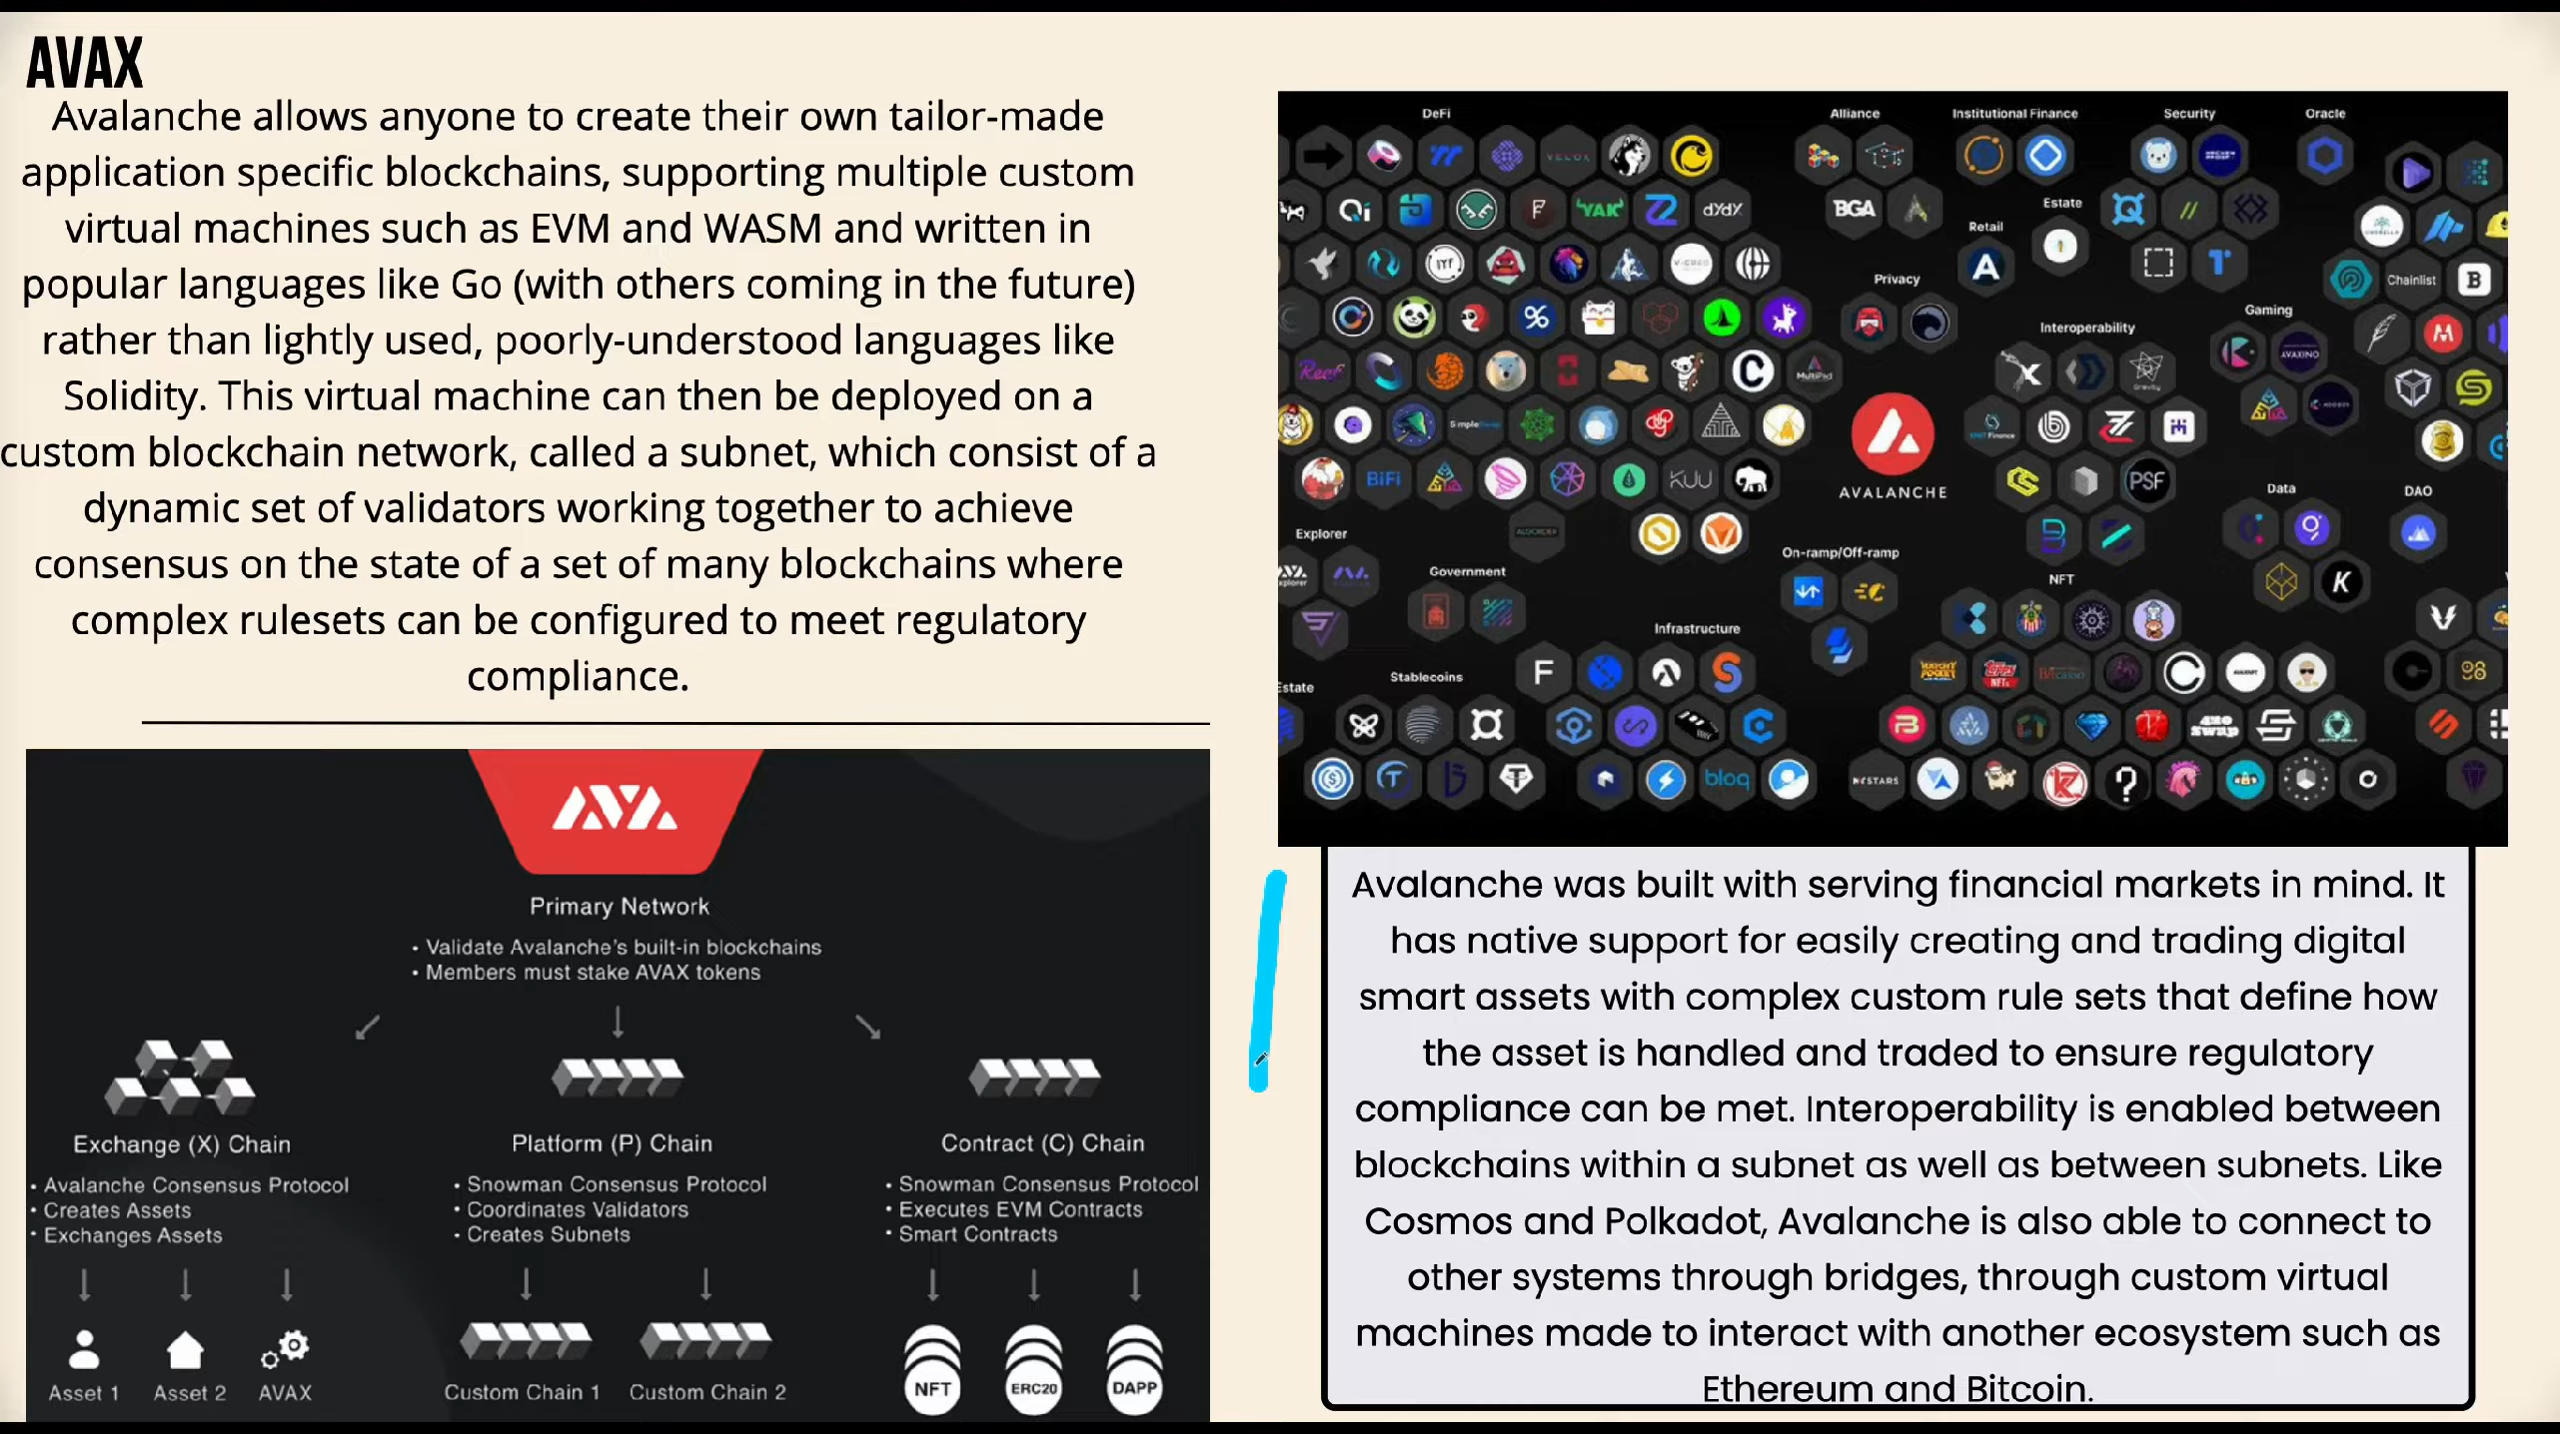 AVAX
Avalanche allows anyone to create their own tailor-made
application specific blockchains, supporting multiple custom
virtual machines such as EVM and WASM and written in
popular languages like Go (with others coming in the future)
rather than lightly used, poorly-understood languages like
Solidity. This virtual machine can then be deployed on a
custom blockchain network, called a subnet, which consist of a
dynamic set of validators working together to achieve
consensus on the state of a set of many blockchains where
complex rulesets can be configured to meet regulatory
compliance.
Primary Network
• Validate Avalanche's built-in blockchains
• Members must stake AVAX tokens
Exchange (X) Chain
• Avalanche Consensus Protocol
• Creates Assets
• Exchanges Assets
Asset 1
Asset 2
AVAX
Platform (P) Chain
• Snowman Consensus Protocol
• Coordinates Validators
• Creates Subnets
Custom Chain 1
Custom Chain 2
Contract (C) Chain
• Snowman Consensus Protocol
• Executes EVM Contracts
• Smart Contracts
NFT
ERC20
DAPP
DeFi
Alliance
Institutional Finance
Security
Oracle
Qi
F
YAK
dYdX
BGA
Estate
Retail
Privacy
Chainlist
Gaming
Interoperability
Reef
Gravity
AVAXINO
BiFi
KUU
AVALANCHE
PSF
Data
DAO
Explorer
Government
On-ramp/Off-ramp
NFT
K
Infrastructure
F
Estate
Stablecoins
bloq
Avalanche was built with serving financial markets in mind. It
has native support for easily creating and trading digital
smart assets with complex custom rule sets that define how
the asset is handled and traded to ensure regulatory
compliance can be met. Interoperability is enabled between
blockchains within a subnet as well as between subnets. Like
Cosmos and Polkadot, Avalanche is also able to connect to
other systems through bridges, through custom virtual
machines made to interact with another ecosystem such as
Ethereum and Bitcoin.